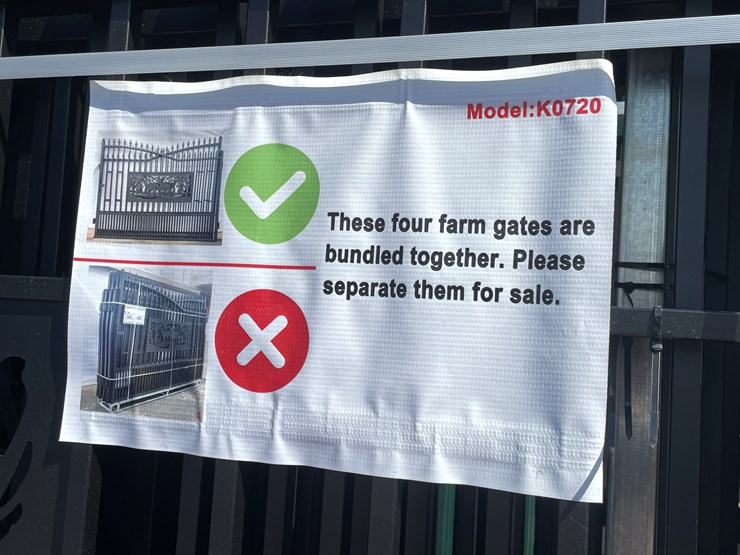 Model:K0720
These four farm gates are
bundled together. Please
separate them for sale.